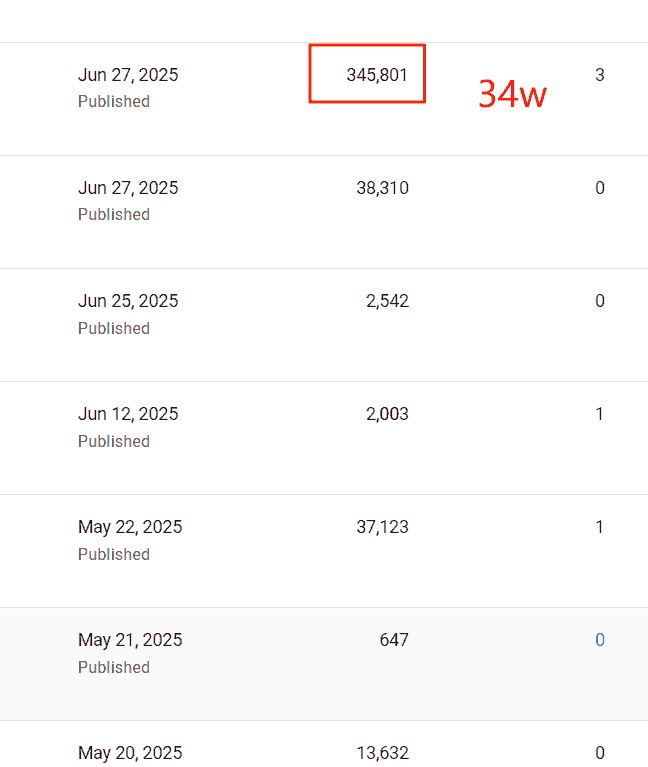 Jun 27, 2025 345,801 34w 3
Published
Jun 27, 2025 38,310 0
Published
Jun 25, 2025 2,542 0
Published
Jun 12, 2025 2,003 1
Published
May 22, 2025 37,123 1
Published
May 21, 2025 647 0
Published
May 20, 2025 13,632 0